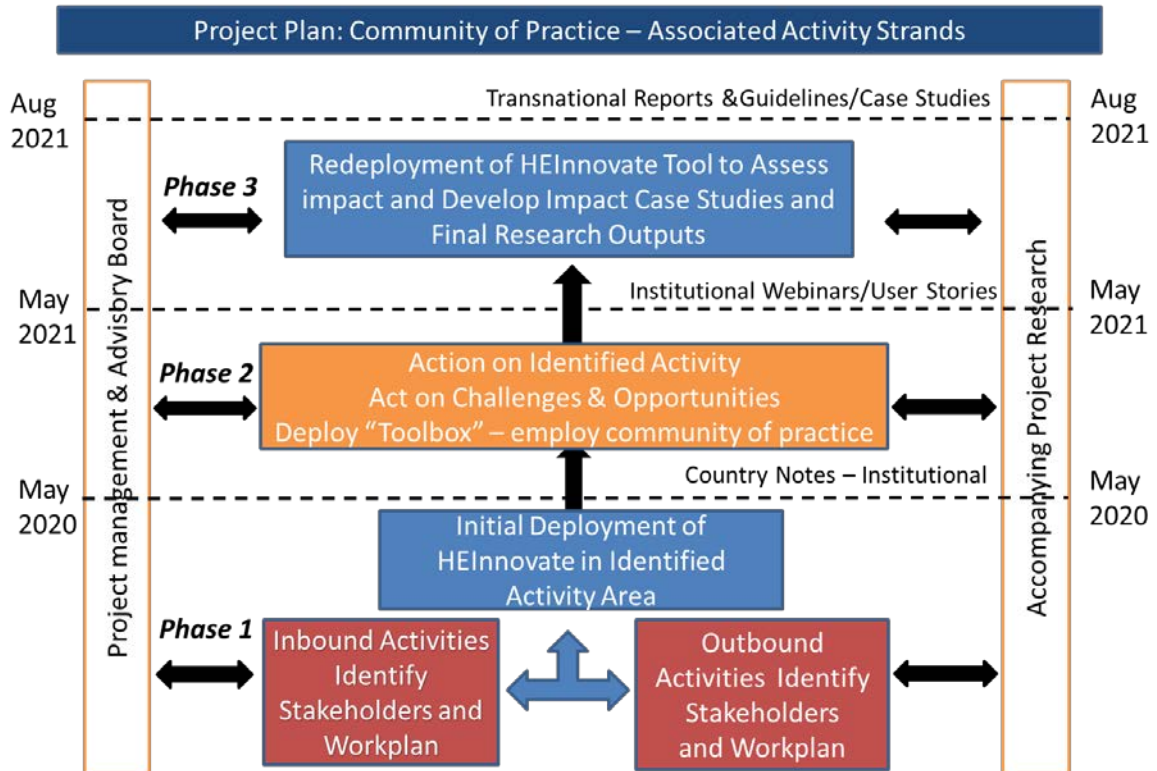 Project Plan: Community of Practice – Associated Activity Strands
Aug
2021
Transnational Reports &Guidelines/Case Studies
Aug
2021
Phase 3
Redeployment of HEInnovate Tool to Assess
impact and Develop Impact Case Studies and
Final Research Outputs
May
2021
Institutional Webinars/User Stories
May
2021
Project management & Advisory Board
Accompanying Project Research
Phase 2
Action on Identified Activity
Act on Challenges & Opportunities
Deploy “Toolbox” – employ community of practice
May
2020
Country Notes – Institutional
May
2020
Initial Deployment of
HEInnovate in Identified
Activity Area
Phase 1
Inbound Activities
Identify
Stakeholders and
Workplan
Outbound
Activities Identify
Stakeholders
and Workplan